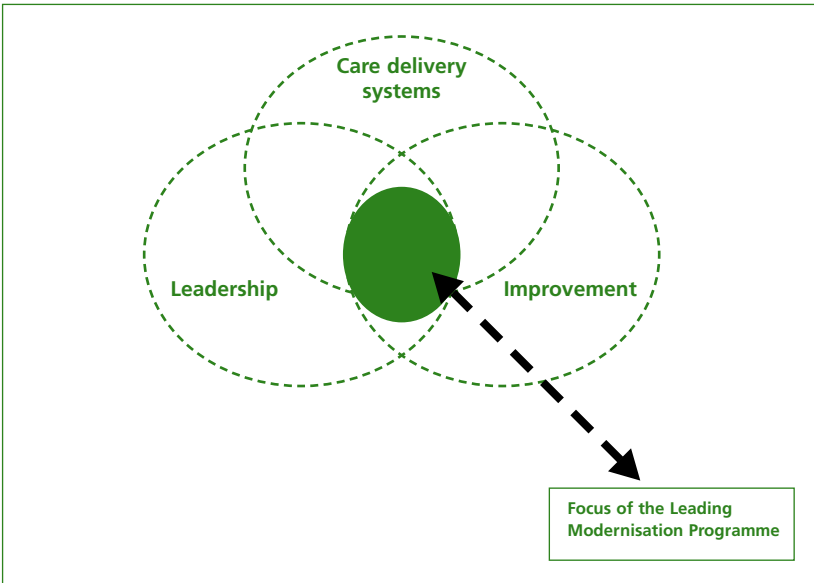 Care delivery
systems
Leadership
Improvement
Focus of the Leading
Modernisation Programme